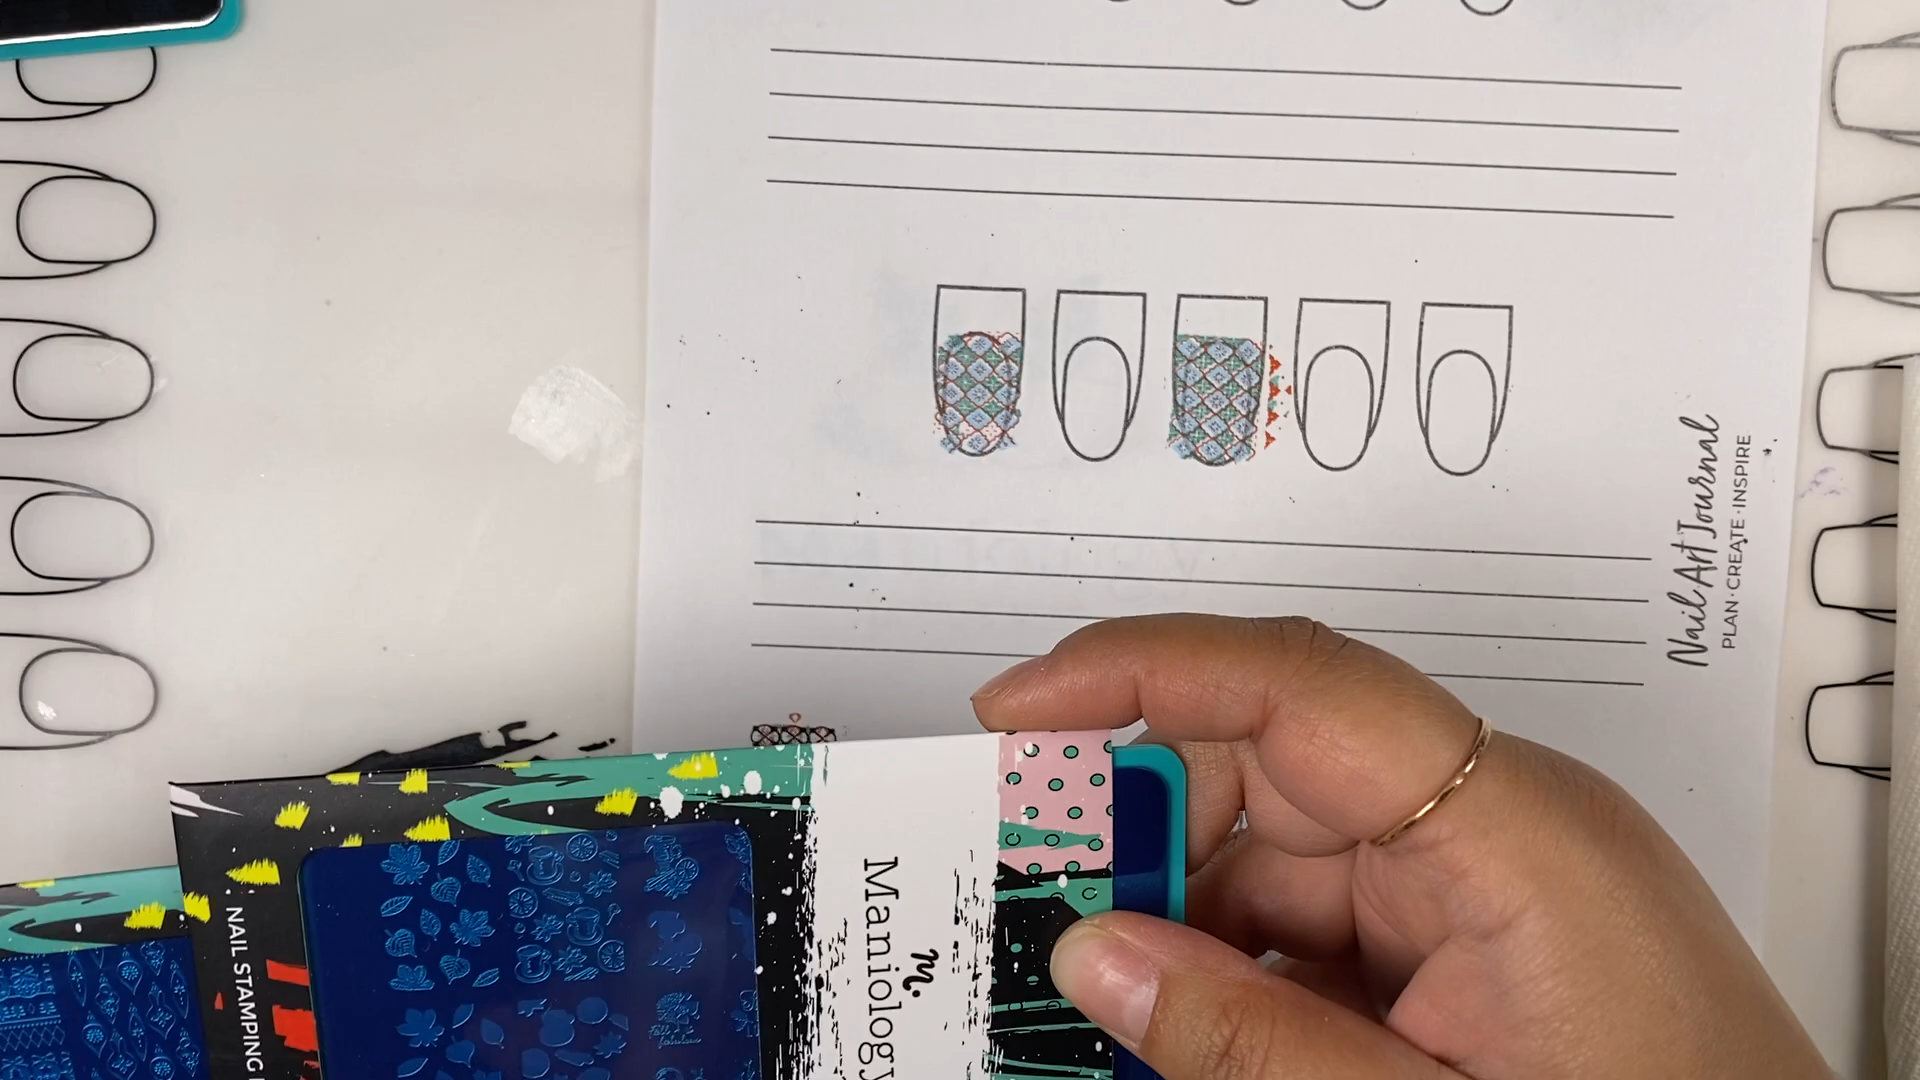 Nail Art Journal
PLAN · CREATE · INSPIRE
m.
Maniology
NAIL STAMPING